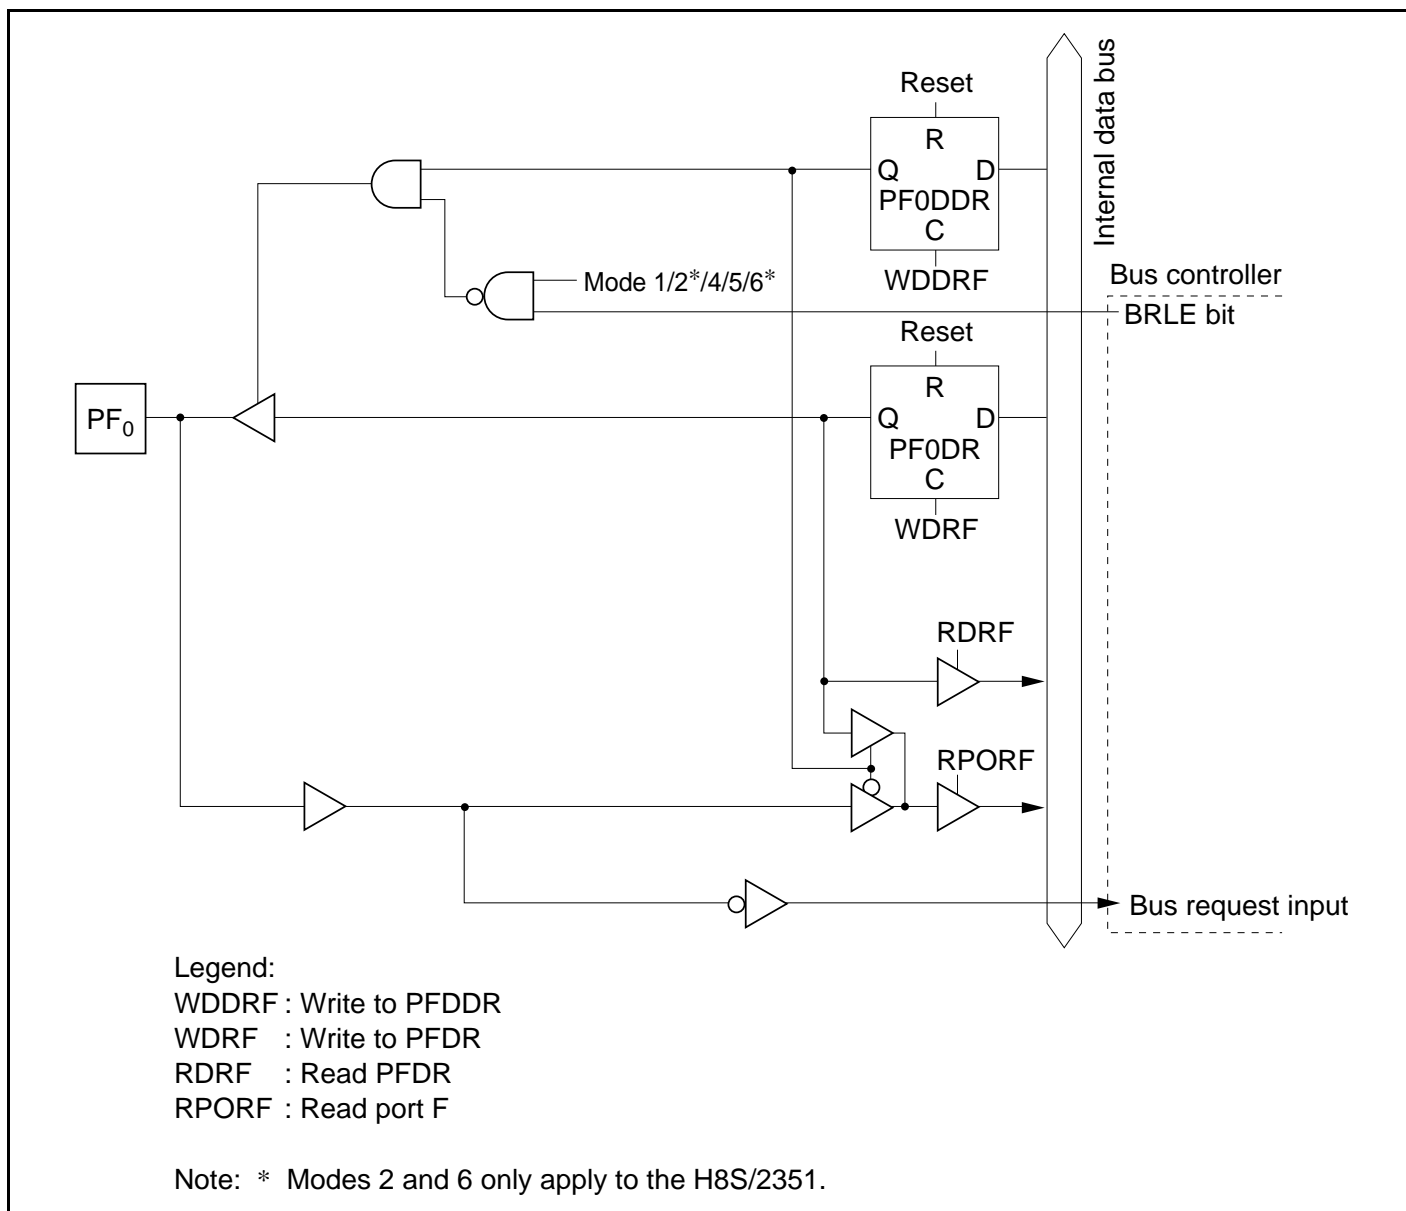 Reset
R
Q D
PF0DDR
C
WDDRF
Internal data bus
Mode 1/2*/4/5/6*
Bus controller
BRLE bit
Reset
R
Q D
PF0DR
C
WDRF
PF0
RDRF
RPORF
Bus request input
Legend:
WDDRF : Write to PFDDR
WDRF : Write to PFDR
RDRF : Read PFDR
RPORF : Read port F
Note: * Modes 2 and 6 only apply to the H8S/2351.